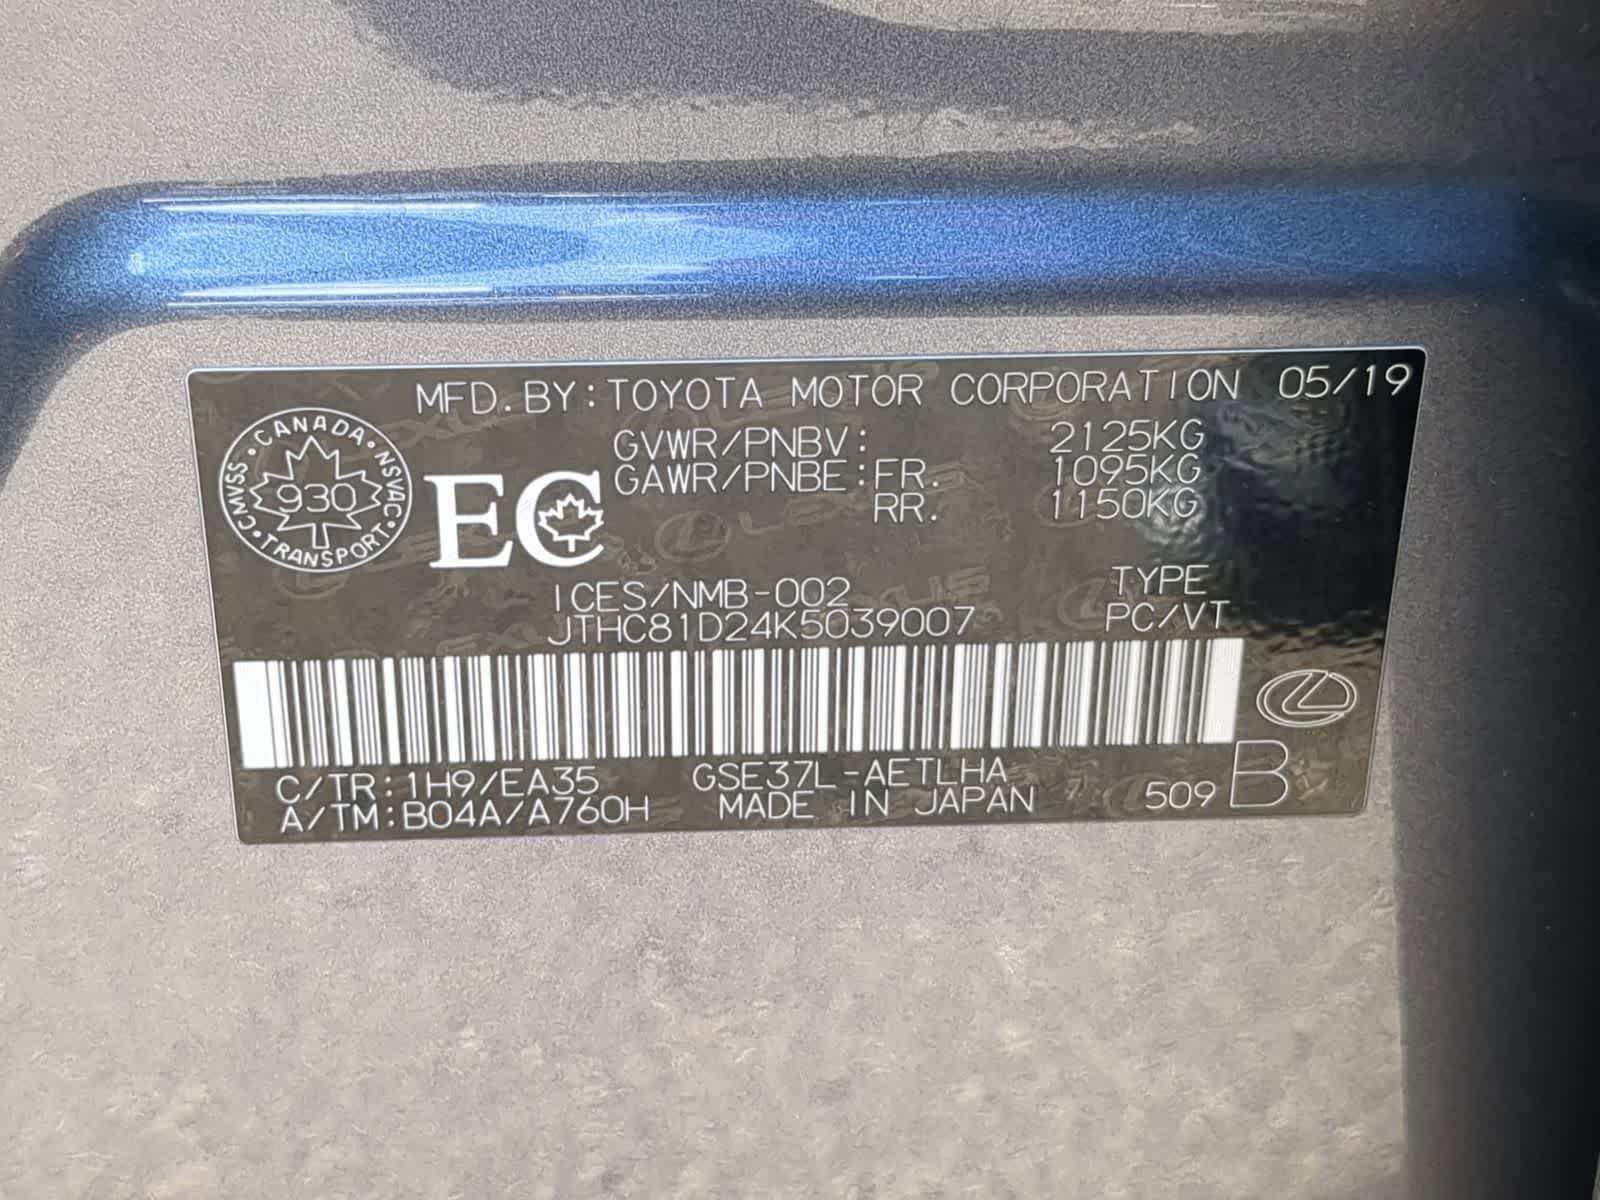 MFD. BY: TOYOTA MOTOR CORPORATION 05/19
CANADA · NSVAC · TRANSPORT · CMVSS
930
EC
GVWR/PNBV: 2125KG
GAWR/PNBE: FR. 1095KG
RR. 1150KG
ICES/NMB-002
TYPE
JTHC81D24K5039007
PC/VT
C/TR: 1H9/EA35
GSE37L-AETLHA
A/TM: B04A/A760H
MADE IN JAPAN
509 B
LEXUS